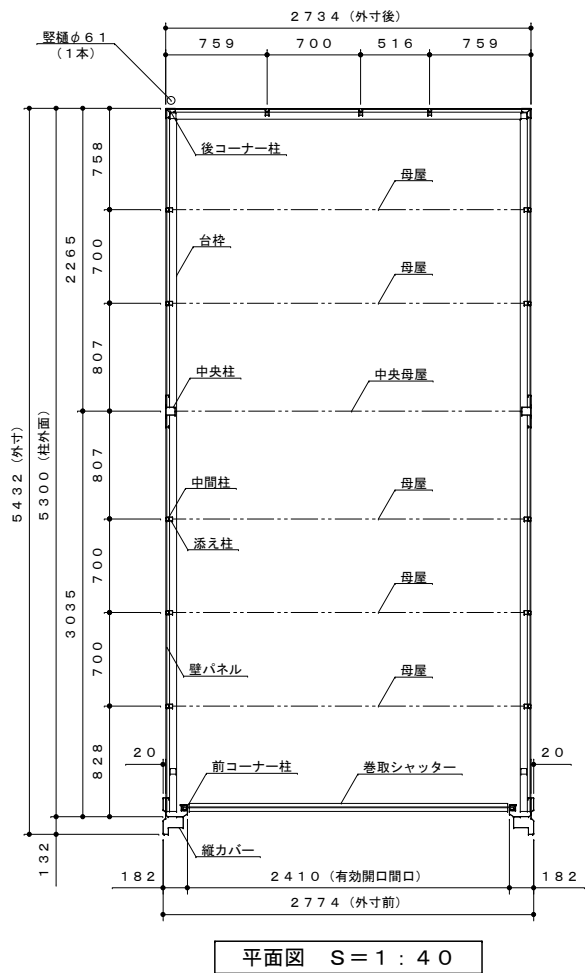 2734（外寸後）
759 700 516 759
竪樋φ61
（1本）
後コーナー柱
758
母屋
台枠
2265
700
母屋
807
中央柱
中央母屋
5432（外寸）
5300（柱外面）
807
中間柱
母屋
添え柱
3035
700
母屋
700
壁パネル
母屋
828
20
20
前コーナー柱
巻取シャッター
132
縦カバー
182 2410（有効開口間口） 182
2774（外寸前）
平面図 S＝1：40